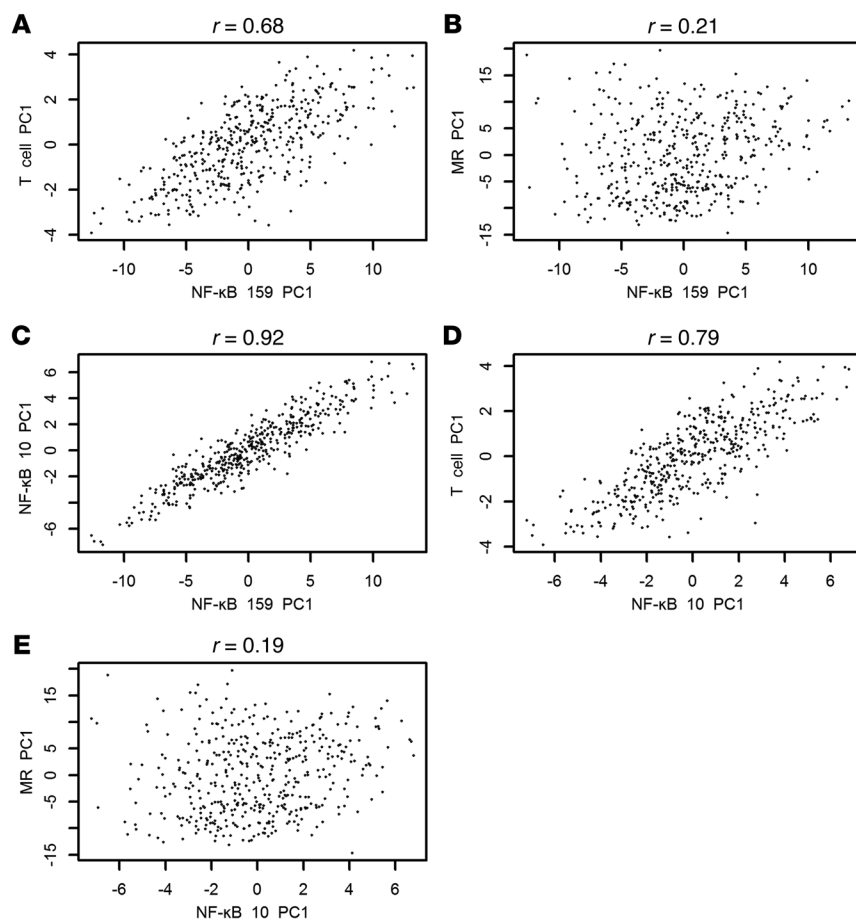 A
r = 0.68
4
2
0
-2
-4
T cell PC1
-10 -5 0 5 10
NF-κB 159 PC1
B
r = 0.21
15
5
0
-5
-15
MR PC1
-10 -5 0 5 10
NF-κB 159 PC1
C
r = 0.92
6
4
2
0
-2
-6
NF-κB 10 PC1
-10 -5 0 5 10
NF-κB 159 PC1
D
r = 0.79
4
2
0
-2
-4
T cell PC1
-6 -4 -2 0 2 4 6
NF-κB 10 PC1
E
r = 0.19
15
5
0
-5
-15
MR PC1
-6 -4 -2 0 2 4 6
NF-κB 10 PC1